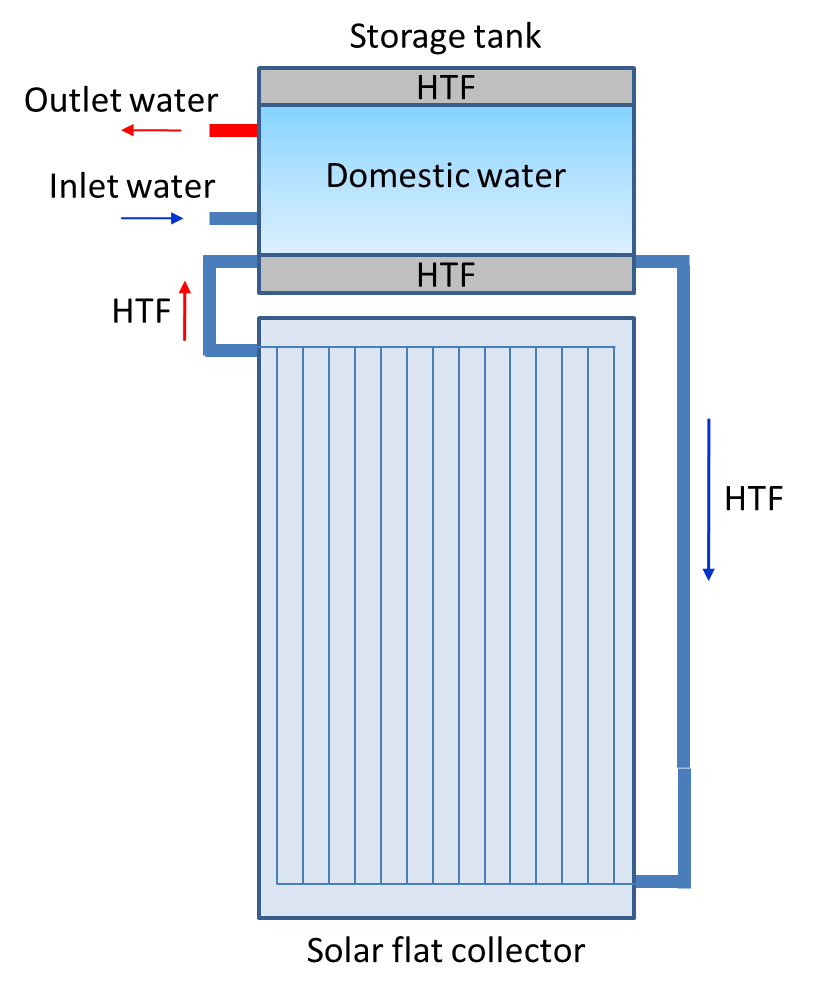 Storage tank
HTF
Outlet water
Domestic water
Inlet water
HTF
HTF
HTF
Solar flat collector